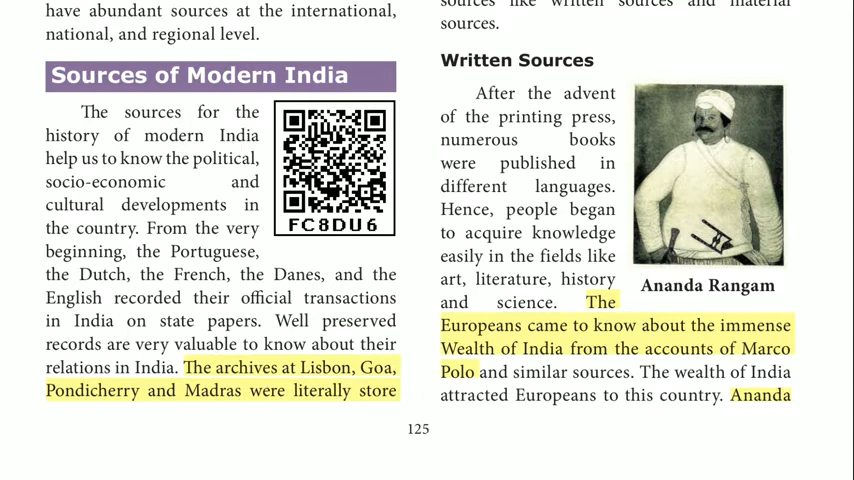 have abundant sources at the international,
national, and regional level.
Sources of Modern India
The sources for the
history of modern India
help us to know the political,
socio-economic and
cultural developments in
the country. From the very
beginning, the Portuguese,
the Dutch, the French, the Danes, and the
English recorded their official transactions
in India on state papers. Well preserved
records are very valuable to know about their
relations in India. The archives at Lisbon, Goa,
Pondicherry and Madras were literally store
FC8DU6
sources like written sources and material
sources.
Written Sources
After the advent
of the printing press,
numerous books
were published in
different languages.
Hence, people began
to acquire knowledge
easily in the fields like
art, literature, history
and science. The
Europeans came to know about the immense
Wealth of India from the accounts of Marco
Polo and similar sources. The wealth of India
attracted Europeans to this country. Ananda
Ananda Rangam
125